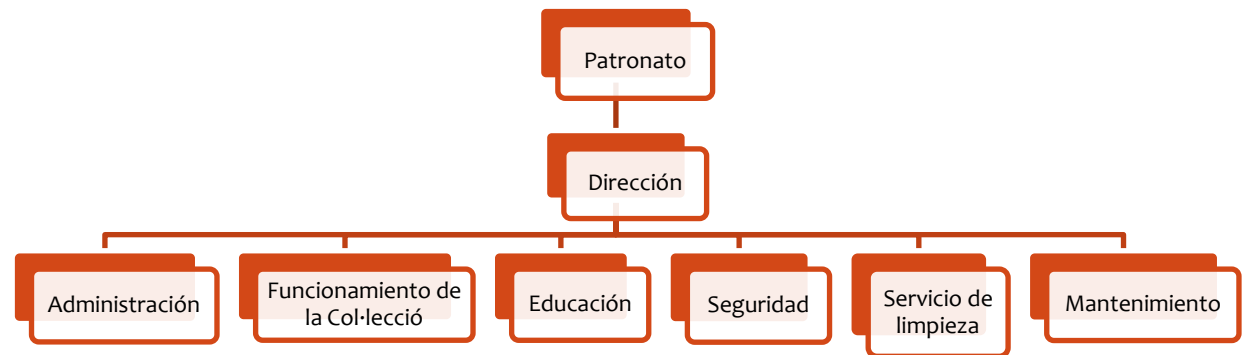 Patronato
Dirección
Administración
Funcionamiento de
la Col·lecció
Educación
Seguridad
Servicio de
limpieza
Mantenimiento